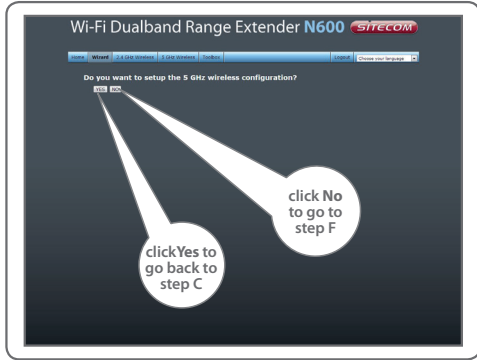 Wi-Fi Dualband Range Extender N600 SITECOM
Home Wizard 2.4 GHz Wireless 5 GHz Wireless Toolbox Logout Choose your language
Do you want to setup the 5 GHz wireless configuration?
YES NO
click No
to go to
step F
clickYes to
go back to
step C